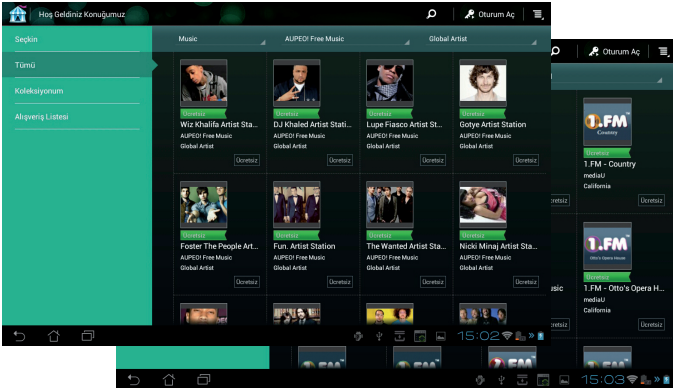 Hoş Geldiniz Konuğumuz
Oturum Aç
Seçkin
Tümü
Koleksiyonum
Alışveriş Listesi
Music
AUPEO! Free Music
Global Artist
Ücretsiz
Wiz Khalifa Artist Sta...
AUPEO! Free Music
Global Artist
Ücretsiz
Ücretsiz
DJ Khaled Artist Stati...
AUPEO! Free Music
Global Artist
Ücretsiz
Ücretsiz
Lupe Fiasco Artist St...
AUPEO! Free Music
Global Artist
Ücretsiz
Ücretsiz
Gotye Artist Station
AUPEO! Free Music
Global Artist
Ücretsiz
Ücretsiz
Foster The People Art...
AUPEO! Free Music
Global Artist
Ücretsiz
Ücretsiz
Fun. Artist Station
AUPEO! Free Music
Global Artist
Ücretsiz
Ücretsiz
The Wanted Artist Sta...
AUPEO! Free Music
Global Artist
Ücretsiz
Ücretsiz
Nicki Minaj Artist Sta...
AUPEO! Free Music
Global Artist
Ücretsiz
15:02
Oturum Aç
1.FM
Country
Ücretsiz
1.FM - Country
mediaU
California
Ücretsiz
1.FM
Otto's Opera House
Ücretsiz
1.FM - Otto's Opera H...
mediaU
California
Ücretsiz
15:03